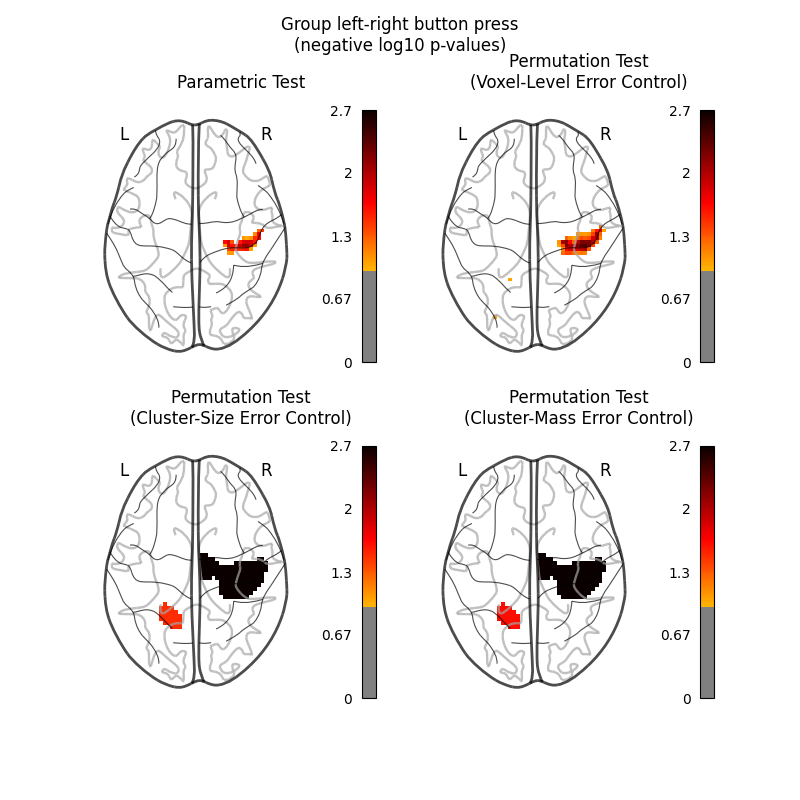 Group left-right button press
(negative log10 p-values)
Parametric Test
L
R
2.7
2
1.3
0.67
0
Permutation Test
(Voxel-Level Error Control)
L
R
2.7
2
1.3
0.67
0
Permutation Test
(Cluster-Size Error Control)
L
R
2.7
2
1.3
0.67
0
Permutation Test
(Cluster-Mass Error Control)
L
R
2.7
2
1.3
0.67
0